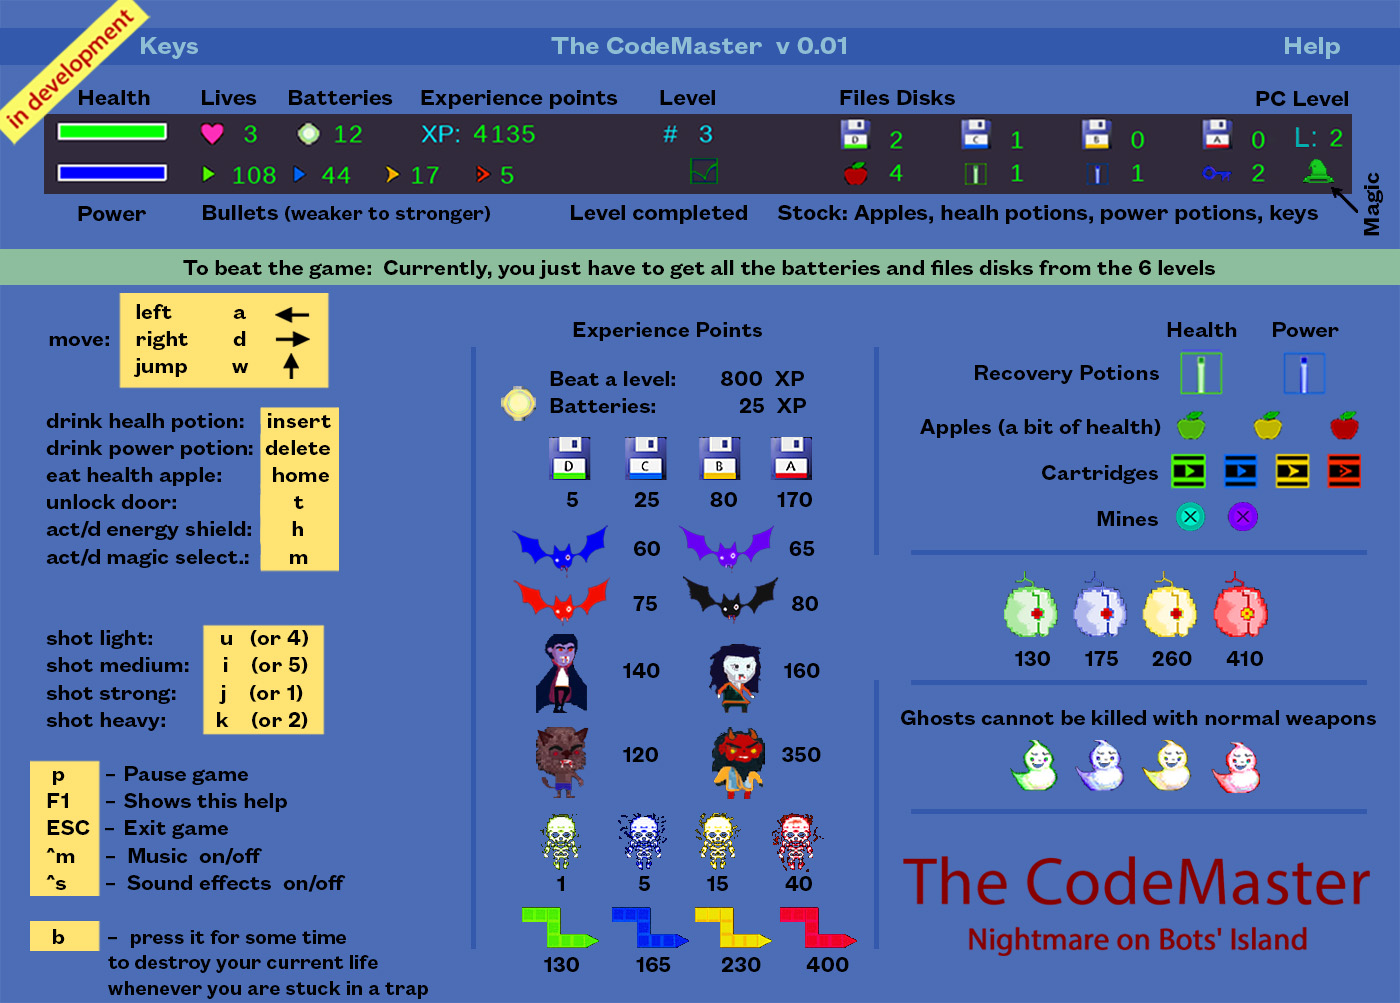 in development
Keys
The CodeMaster v 0.01
Help
Health Lives Batteries Experience points Level Files Disks PC Level
3 12 XP: 4135 # 3 D 2 C 1 B 0 A 0 L: 2
108 44 17 5 4 1 1 2
Power Bullets (weaker to stronger) Level completed Stock: Apples, healh potions, power potions, keys
Magic
To beat the game: Currently, you just have to get all the batteries and files disks from the 6 levels
move:
left a
right d
jump w
drink healh potion: insert
drink power potion: delete
eat health apple: home
unlock door: t
act/d energy shield: h
act/d magic select.: m
shot light: u (or 4)
shot medium: i (or 5)
shot strong: j (or 1)
shot heavy: k (or 2)
p – Pause game
F1 – Shows this help
ESC – Exit game
^m – Music on/off
^s – Sound effects on/off
b – press it for some time
to destroy your current life
whenever you are stuck in a trap
Experience Points
Beat a level: 800 XP
Batteries: 25 XP
D C B A
5 25 80 170
60 65
75 80
140 160
120 350
1 5 15 40
130 165 230 400
Health Power
Recovery Potions
Apples (a bit of health)
Cartridges
Mines
130 175 260 410
Ghosts cannot be killed with normal weapons
The CodeMaster
Nightmare on Bots' Island